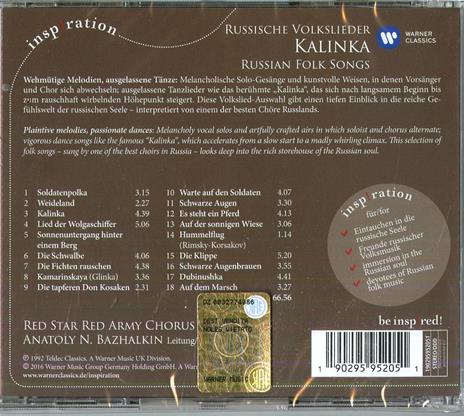 inspiration
RUSSISCHE VOLKSLIEDER
KALINKA
RUSSIAN FOLK SONGS
WARNER
CLASSICS
Wehmütige Melodien, ausgelassene Tänze: Melancholische Solo-Gesänge und kunstvolle Weisen, in denen Vorsänger
und Chor sich abwechseln; ausgelassene Tanzlieder wie das berühmte „Kalinka“, das sich nach langsamem Beginn bis
zum rauschhaft wirbelnden Höhepunkt steigert. Diese Volkslied-Auswahl gibt einen tiefen Einblick in die reiche Gefühlswelt der russischen Seele – interpretiert von einem der besten Chöre Russlands.
Plaintive melodies, passionate dances: Melancholy vocal solos and artfully crafted airs in which soloist and chorus alternate;
vigorous dance songs like the famous "Kalinka", which accelerates from a slow start to a madly whirling climax. This selection of
folk songs – sung by one of the best choirs in Russia – looks deep into the rich storehouse of the Russian soul.
1 Soldatenpolka 3.15
2 Weideland 2.27
3 Kalinka 4.39
4 Lied der Wolgaschiffer 5.06
5 Sonnenuntergang hinter
einem Berg
6 Die Schwalbe 4.06
7 Die Fichten rauschen 4.38
8 Kamarinskaya (Glinka) 3.36
9 Die tapferen Don Kosaken 2.31
10 Warte auf den Soldaten 4.07
11 Schwarze Augen 3.30
12 Es steht ein Pferd 4.13
13 Auf der sonnigen Wiese 3.06
14 Hummelflug 1.14
(Rimsky-Korsakov)
15 Die Klippe 5.20
16 Schwarze Augenbrauen 3.35
17 Dubinushka 4.41
18 Auf dem Marsch 3.27
66.56
inspiration
für/for
Eintauchen in die
russische Seele
Freunde russischer
Volksmusik
immersion in the
Russian soul
devotees of Russian
folk music
RED STAR RED ARMY CHORUS
ANATOLY N. BAZHALKIN Leitung/
be inspired!
℗ 1992 Teldec Classics. A Warner Music UK Division.
© 2016 Warner Music Group Germany Holding GmbH. A Warner
www.warnerclassics.de/inspiration
WARNER MUSIC
190295952051
STEREO DDD
1 90295 95205 1